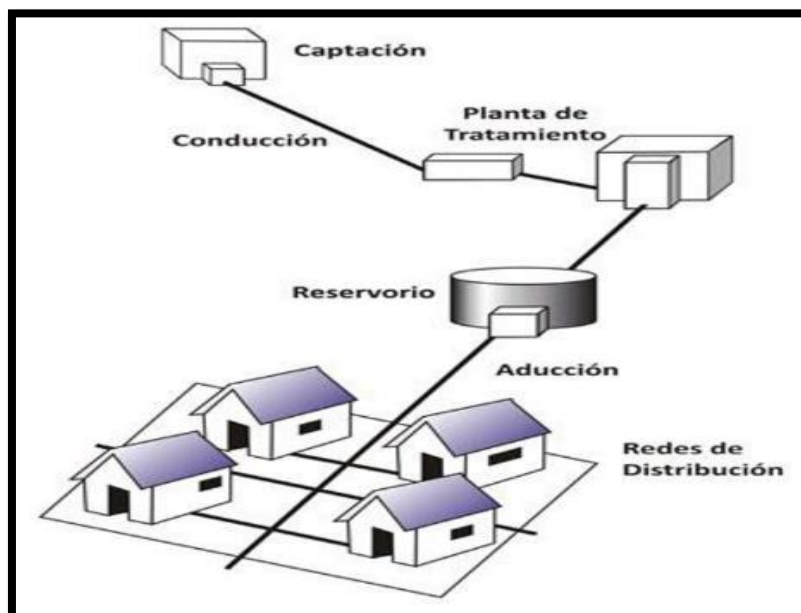 Captación
Planta de
Tratamiento
Conducción
Reservorio
Aducción
Redes de
Distribución